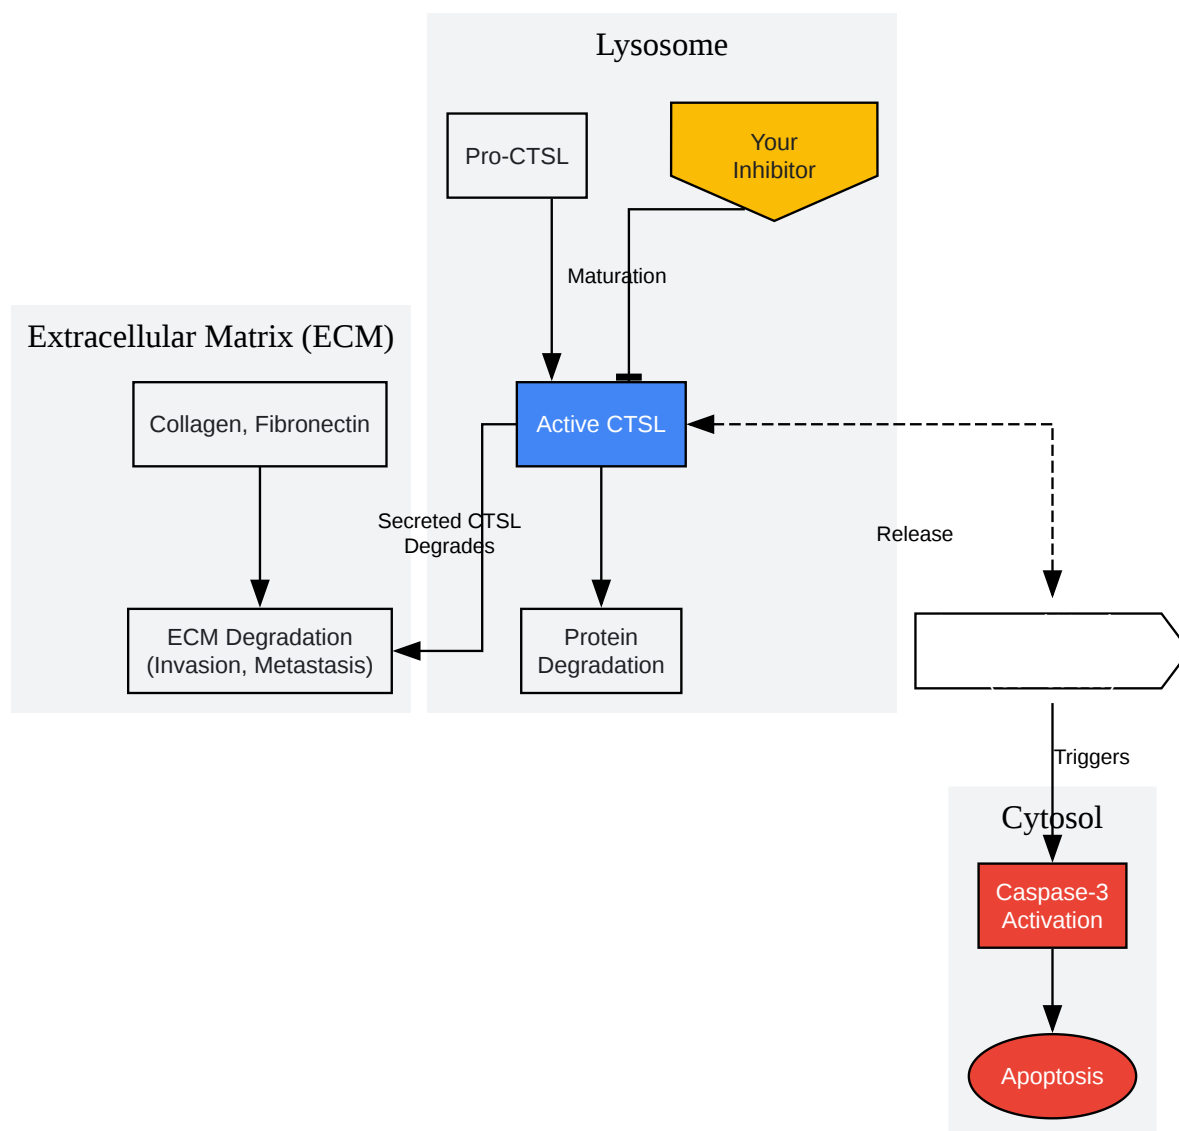 Lysosome
Pro-CTSL
Your
Inhibitor
Maturation
Extracellular Matrix (ECM)
Collagen, Fibronectin
Active CTSL
Secreted CTSL
Degrades
Release
ECM Degradation
(Invasion, Metastasis)
Protein
Degradation
Triggers
Cytosol
Caspase-3
Activation
Apoptosis